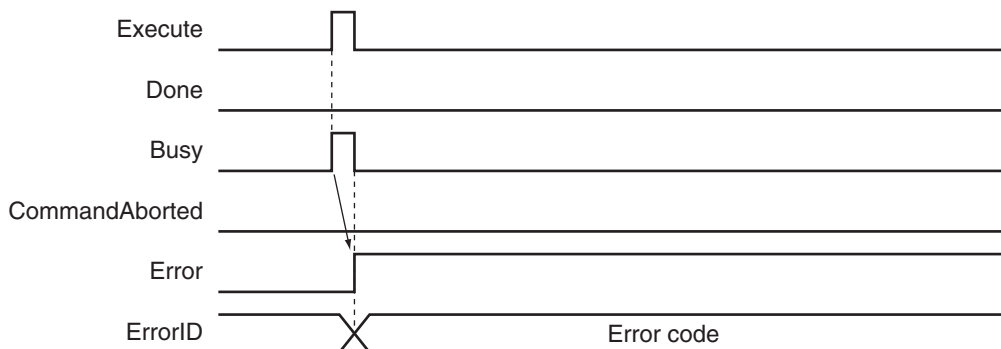 Execute
Done
Busy
CommandAborted
Error
ErrorID
Error code